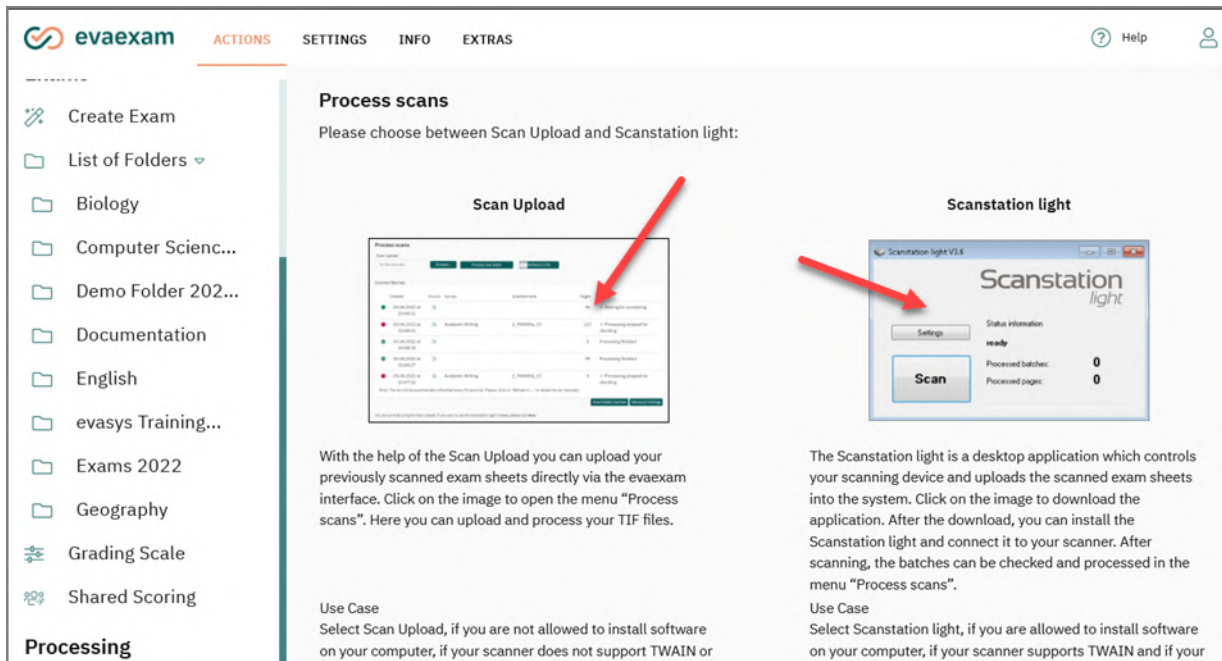 evaexam
ACTIONS
SETTINGS
INFO
EXTRAS
Help
Create Exam
List of Folders
Biology
Computer Scienc...
Demo Folder 202...
Documentation
English
evasys Training...
Exams 2022
Geography
Grading Scale
Shared Scoring
Processing
Process scans
Please choose between Scan Upload and Scanstation light:
Scan Upload
Process scans
With the help of the Scan Upload you can upload your
previously scanned exam sheets directly via the evaexam
interface. Click on the image to open the menu “Process
scans”. Here you can upload and process your TIF files.
Use Case
Select Scan Upload, if you are not allowed to install software
on your computer, if your scanner does not support TWAIN or
Scanstation light
Scanstation light V3.6
Scanstation
light
Settings
Status information
ready
Scan
Processed batches: 0
Processed pages: 0
The Scanstation light is a desktop application which controls
your scanning device and uploads the scanned exam sheets
into the system. Click on the image to download the
application. After the download, you can install the
Scanstation light and connect it to your scanner. After
scanning, the batches can be checked and processed in the
menu “Process scans”.
Use Case
Select Scanstation light, if you are allowed to install software
on your computer, if your scanner supports TWAIN and if your